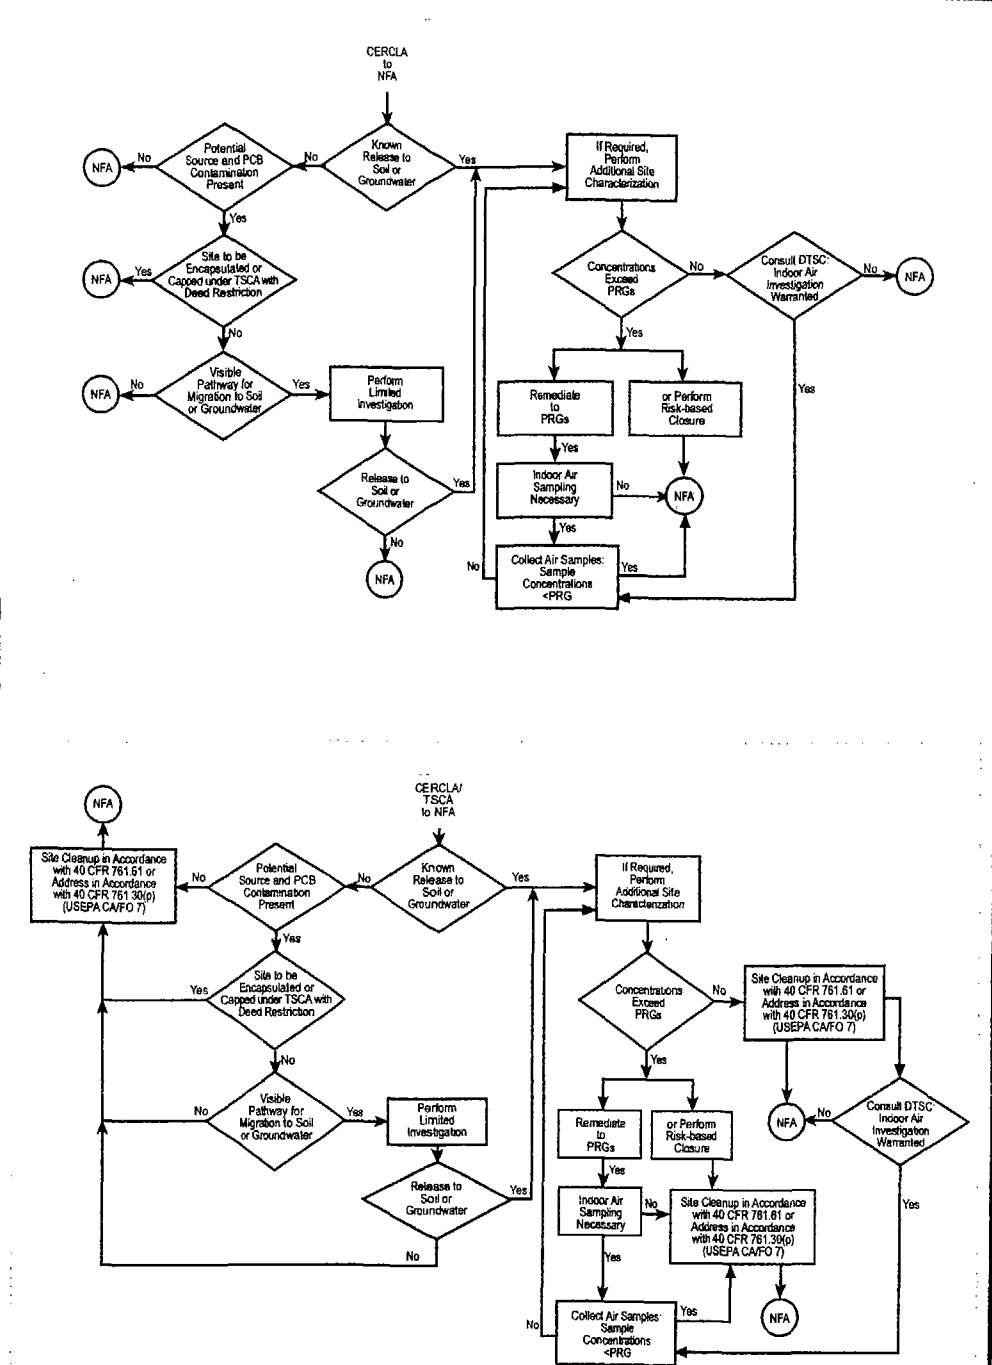 CERCLA
to
NFA
Known
Release to
Soil or
Groundwater
No
Yes
Potential
Source and PCB
Contamination
Present
No
NFA
Yes
Site to be
Encapsulated or
Capped under TSCA with
Deed Restriction
Yes
NFA
No
Visible
Pathway for
Migration to Soil
or Groundwater
No
NFA
Yes
Perform
Limited
Investigation
Release to
Soil or
Groundwater
Yes
No
NFA
If Required,
Perform
Additional Site
Characterization
Concentrations
Exceed
PRGs
No
Consult DTSC:
Indoor Air
Investigation
Warranted
No
NFA
Yes
Yes
Remediate
to
PRGs
or Perform
Risk-based
Closure
Yes
Indoor Air
Sampling
Necessary
No
NFA
Yes
Collect Air Samples:
Sample
Concentrations
<PRG
Yes
No
CERCLA/
TSCA
to NFA
Known
Release to
Soil or
Groundwater
No
Yes
Potential
Source and PCB
Contamination
Present
No
Site Cleanup in Accordance
with 40 CFR 761.61 or
Address in Accordance
with 40 CFR 761.30(p)
(USEPA CA/FO 7)
NFA
Yes
Site to be
Encapsulated or
Capped under TSCA with
Deed Restriction
Yes
No
Visible
Pathway for
Migration to Soil
or Groundwater
No
Yes
Perform
Limited
Investigation
Release to
Soil or
Groundwater
Yes
No
If Required,
Perform
Additional Site
Characterization
Concentrations
Exceed
PRGs
No
Site Cleanup in Accordance
with 40 CFR 761.61 or
Address in Accordance
with 40 CFR 761.30(p)
(USEPA CA/FO 7)
NFA
No
Consult DTSC:
Indoor Air
Investigation
Warranted
Yes
Yes
Remediate
to
PRGs
or Perform
Risk-based
Closure
Yes
Indoor Air
Sampling
Necessary
No
Site Cleanup in Accordance
with 40 CFR 761.61 or
Address in Accordance
with 40 CFR 761.30(p)
(USEPA CA/FO 7)
NFA
Yes
Collect Air Samples:
Sample
Concentrations
<PRG
Yes
No